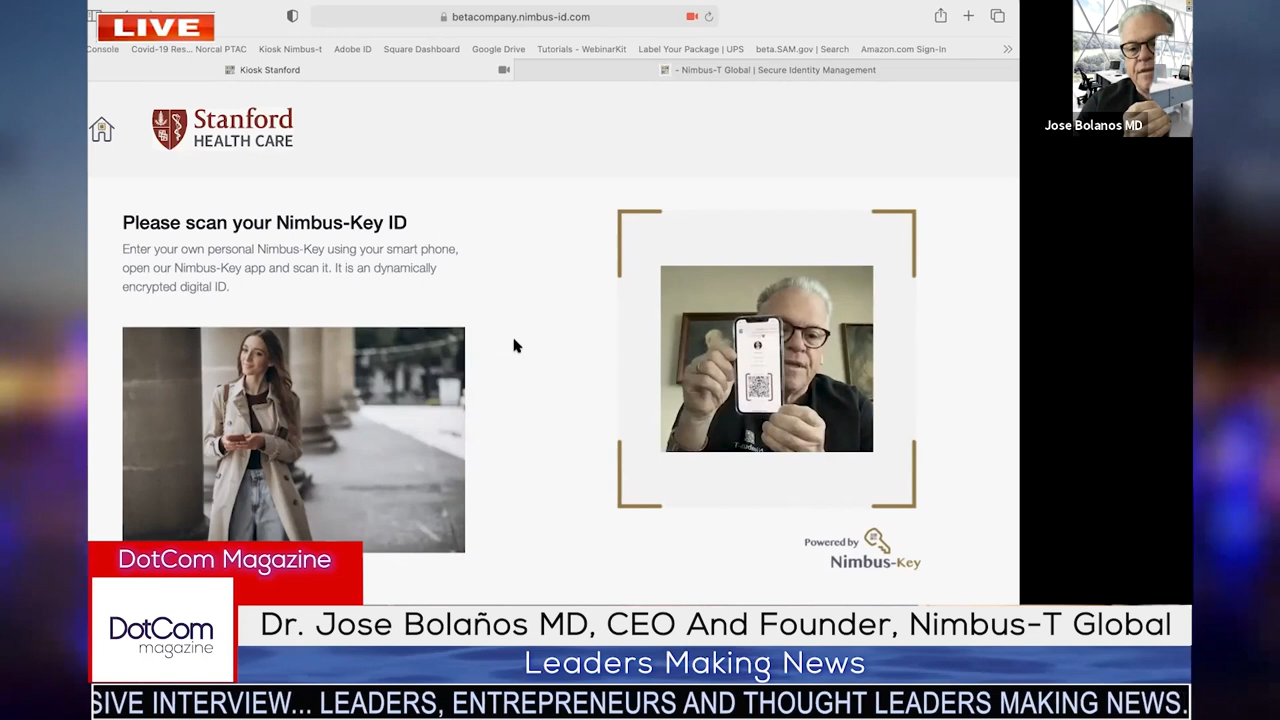 LIVE
betacompany.nimbus-id.com
Console Covid-19 Res... Norcal PTAC Kiosk Nimbus-t Adobe ID Square Dashboard Google Drive Tutorials - WebinarKit Label Your Package | UPS beta.SAM.gov | Search Amazon.com Sign-In
Kiosk Stanford
- Nimbus-T Global | Secure Identity Management
Jose Bolanos MD
Stanford
HEALTH CARE
Please scan your Nimbus-Key ID
Enter your own personal Nimbus-Key using your smart phone,
open our Nimbus-Key app and scan it. It is an dynamically
encrypted digital ID.
Powered by
Nimbus-Key
DotCom Magazine
DotCom
magazine
Dr. Jose Bolaños MD, CEO And Founder, Nimbus-T Global
Leaders Making News
SIVE INTERVIEW... LEADERS, ENTREPRENEURS AND THOUGHT LEADERS MAKING NEWS.